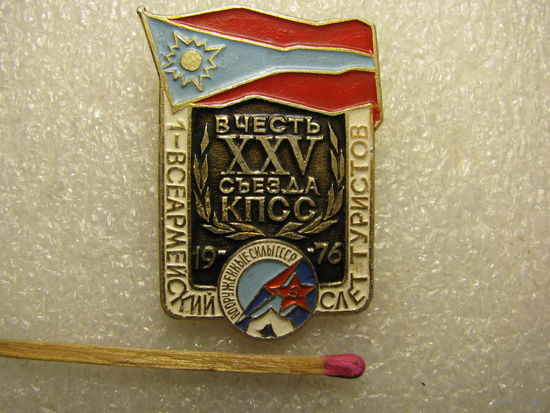 В ЧЕСТЬ
XXV
СЪЕЗДА
КПСС
19- -76
1-ВСЕАРМЕЙСКИЙ
СЛЕТ ТУРИСТОВ
ВООРУЖЕННЫЕ СИЛЫ СССР